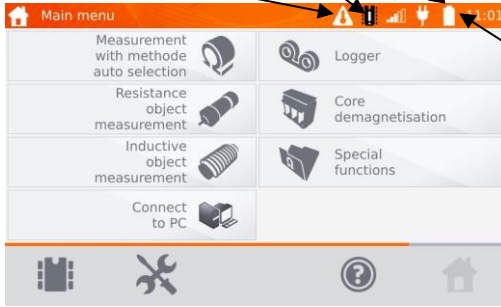 Main menu
11:01
Measurement
with methode
auto selection
Logger
Resistance
object
measurement
Core
demagnetisation
Inductive
object
measurement
Special
functions
Connect
to PC